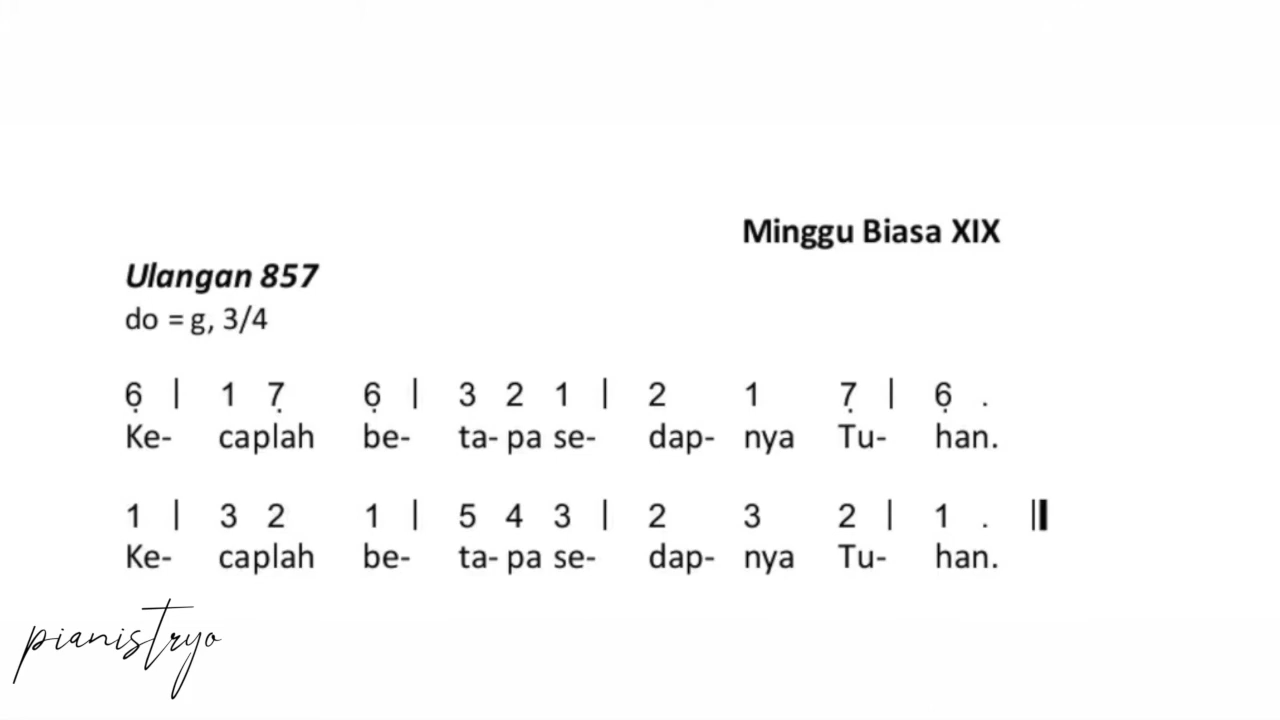 Minggu Biasa XIX
Ulangan 857
do = g, 3/4
6̣ | 1 7̣ 6̣ | 3 2 1 | 2 1 7̣ | 6̣ .
Ke- caplah be- ta- pa se- dap- nya Tu- han.
1 | 3 2 1 | 5 4 3 | 2 3 2 | 1 . ||
Ke- caplah be- ta- pa se- dap- nya Tu- han.
pianistryo